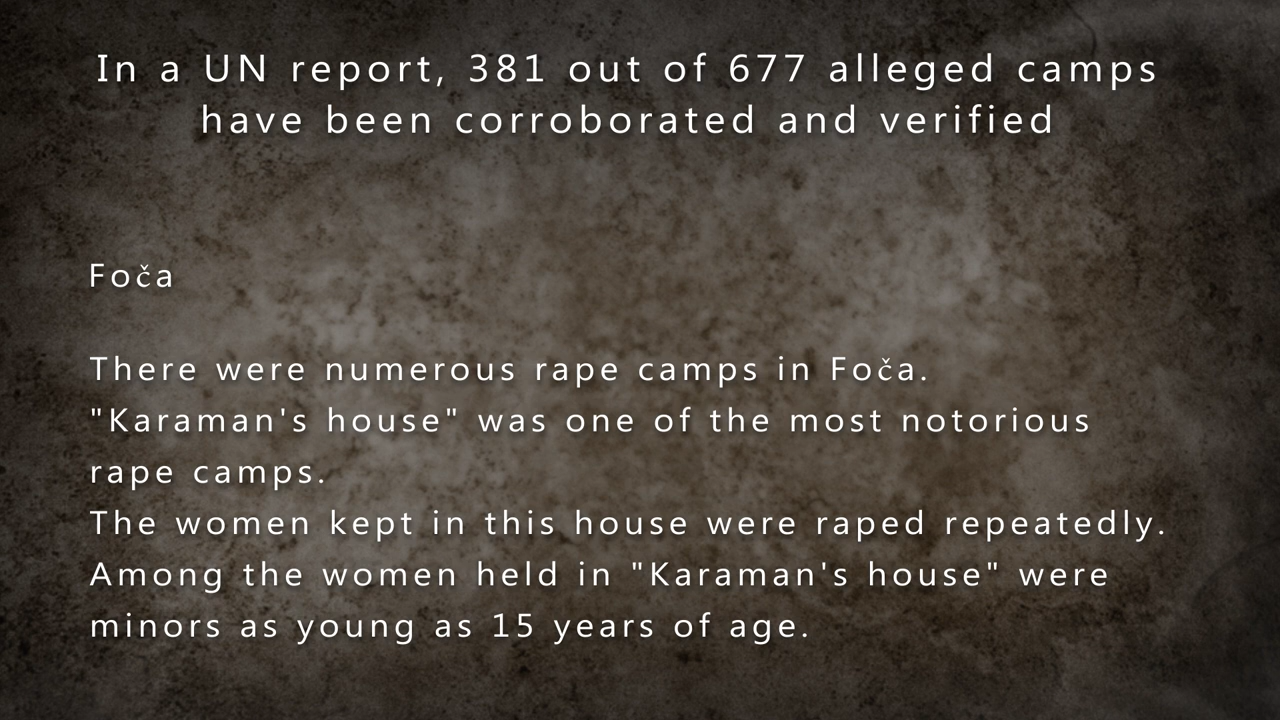 In a UN report, 381 out of 677 alleged camps
have been corroborated and verified
Foča
There were numerous rape camps in Foča.
"Karaman's house" was one of the most notorious
rape camps.
The women kept in this house were raped repeatedly.
Among the women held in "Karaman's house" were
minors as young as 15 years of age.